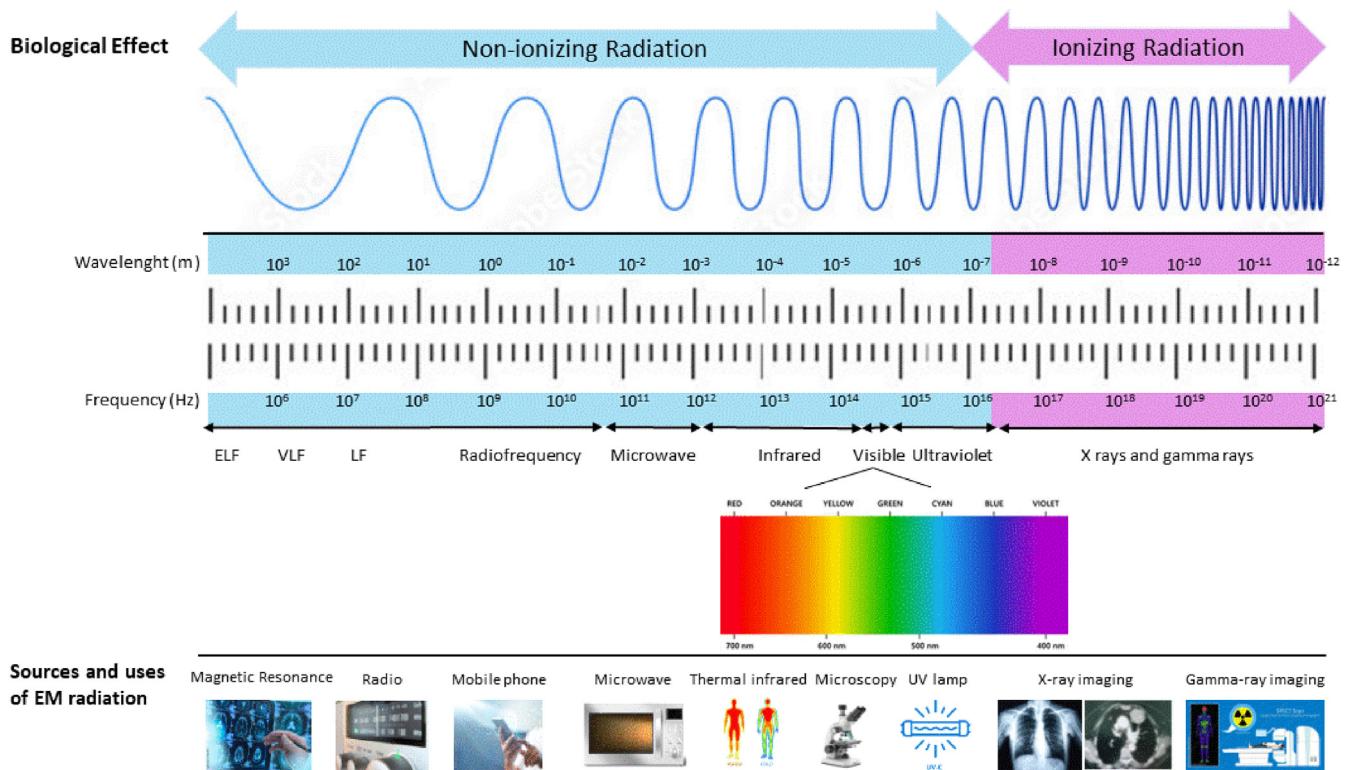 Biological Effect
Non-ionizing Radiation
Ionizing Radiation
Wavelenght (m)
10³ 10² 10¹ 10⁰ 10⁻¹ 10⁻² 10⁻³ 10⁻⁴ 10⁻⁵ 10⁻⁶ 10⁻⁷ 10⁻⁸ 10⁻⁹ 10⁻¹⁰ 10⁻¹¹ 10⁻¹²
Frequency (Hz)
10⁶ 10⁷ 10⁸ 10⁹ 10¹⁰ 10¹¹ 10¹² 10¹³ 10¹⁴ 10¹⁵ 10¹⁶ 10¹⁷ 10¹⁸ 10¹⁹ 10²⁰ 10²¹
ELF VLF LF Radiofrequency Microwave Infrared Visible Ultraviolet X rays and gamma rays
RED ORANGE YELLOW GREEN CYAN BLUE VIOLET
700 nm 600 nm 500 nm 400 nm
Sources and uses
of EM radiation
Magnetic Resonance Radio Mobile phone Microwave Thermal infrared Microscopy UV lamp X-ray imaging Gamma-ray imaging